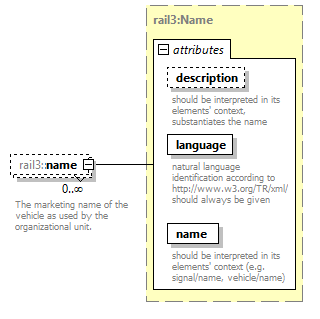 rail3:Name
attributes
description
should be interpreted in its
elements' context,
substantiates the name
language
natural language
identification according to
http://www.w3.org/TR/xml/
should always be given
name
should be interpreted in its
elements' context (e.g.
signal/name, vehicle/name)
rail3::name
0..∞
The marketing name of the
vehicle as used by the
organizational unit.